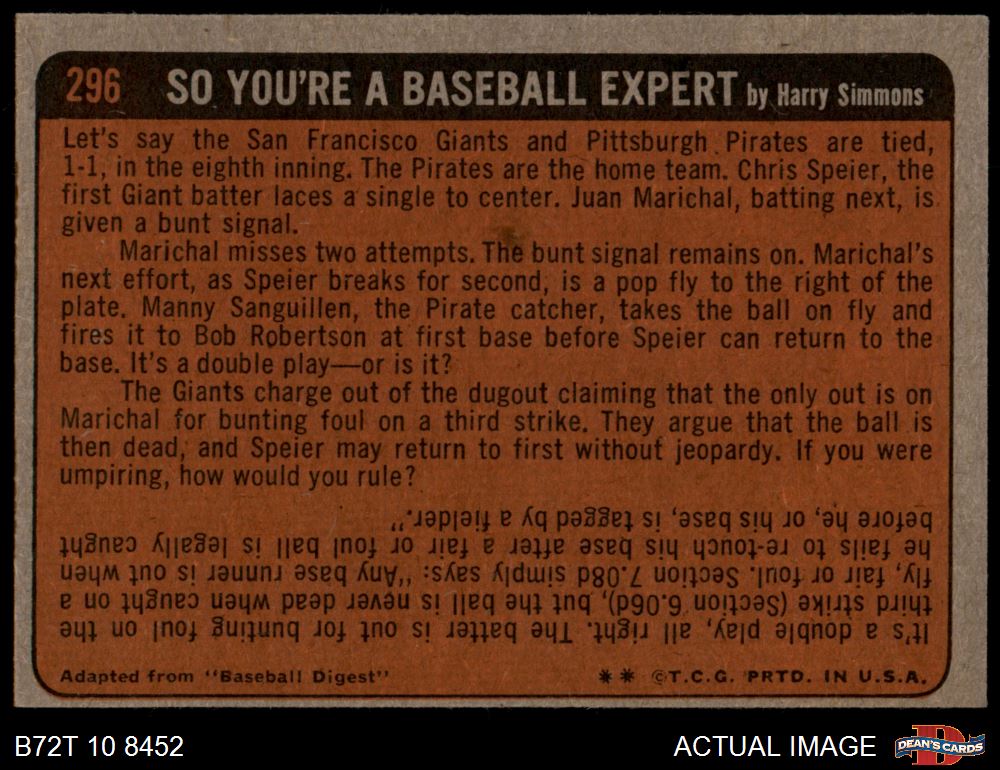 296 SO YOU'RE A BASEBALL EXPERT by Harry Simmons
Let's say the San Francisco Giants and Pittsburgh Pirates are tied,
1-1, in the eighth inning. The Pirates are the home team. Chris Speier, the
first Giant batter laces a single to center. Juan Marichal, batting next, is
given a bunt signal.
Marichal misses two attempts. The bunt signal remains on. Marichal's
next effort, as Speier breaks for second, is a pop fly to the right of the
plate. Manny Sanguillen, the Pirate catcher, takes the ball on fly and
fires it to Bob Robertson at first base before Speier can return to the
base. It's a double play—or is it?
The Giants charge out of the dugout claiming that the only out is on
Marichal for bunting foul on a third strike. They argue that the ball is
then dead, and Speier may return to first without jeopardy. If you were
umpiring, how would you rule?
It's a double play, all right. The batter is out for bunting foul on the
third strike (Section 6.06d), but the ball is never dead when caught on a
fly, fair or foul. Section 7.08d simply says: "Any base runner is out when
he fails to re-touch his base after a fair or foul ball is legally caught
before he, or his base, is tagged by a fielder."
Adapted from "Baseball Digest" ** ©T.C.G. PRTD. IN U.S.A.
B72T 10 8452 ACTUAL IMAGE DEAN'S CARDS